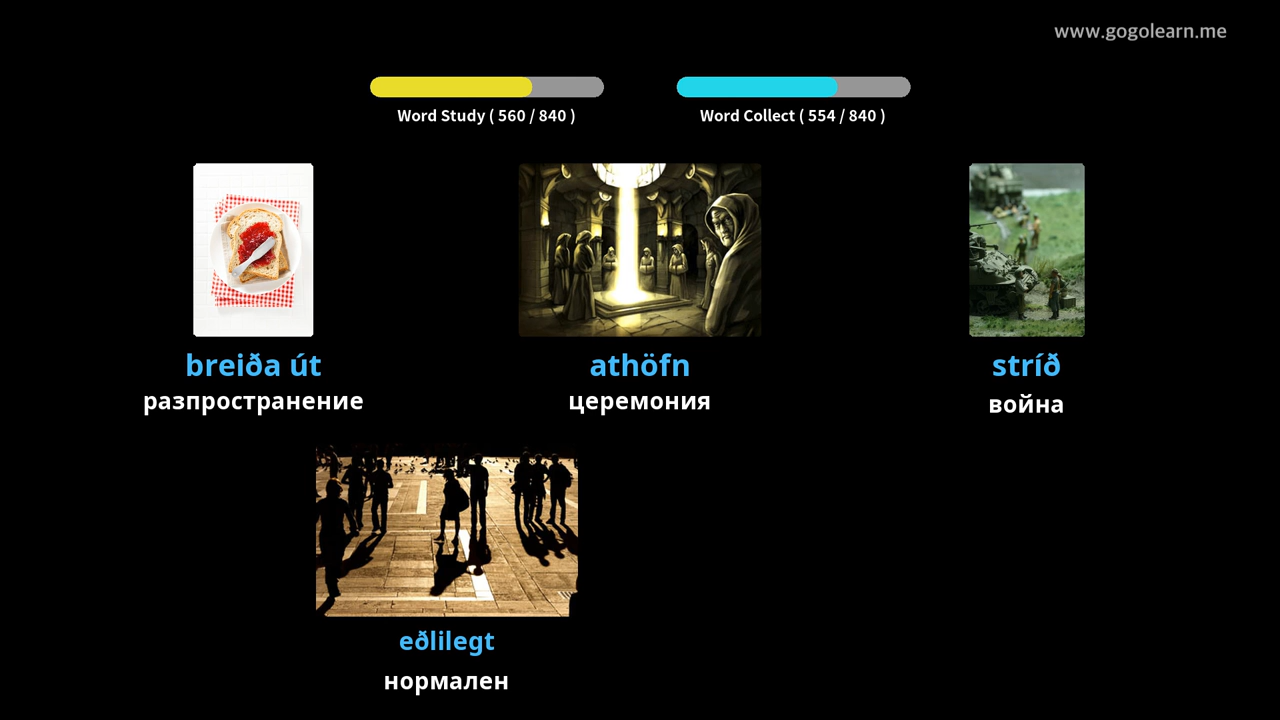 www.gogolearn.me
Word Study ( 560 / 840 )
Word Collect ( 554 / 840 )
breiða út
разпространение
athöfn
церемония
stríð
война
eðlilegt
нормален